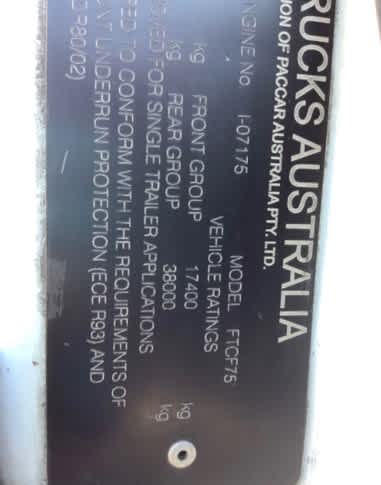 RUCKS AUSTRALIA
ION OF PACCAR AUSTRALIA PTY. LTD.
ENGINE No I-07175 MODEL FTCF75
VEHICLE RATINGS
kg FRONT GROUP 17400 kg
kg REAR GROUP 38000 kg
OVED FOR SINGLE TRAILER APPLICATIONS
ED TO CONFORM WITH THE REQUIREMENTS OF
NT UNDERRUN PROTECTION (ECE R93) AND
R80/02)